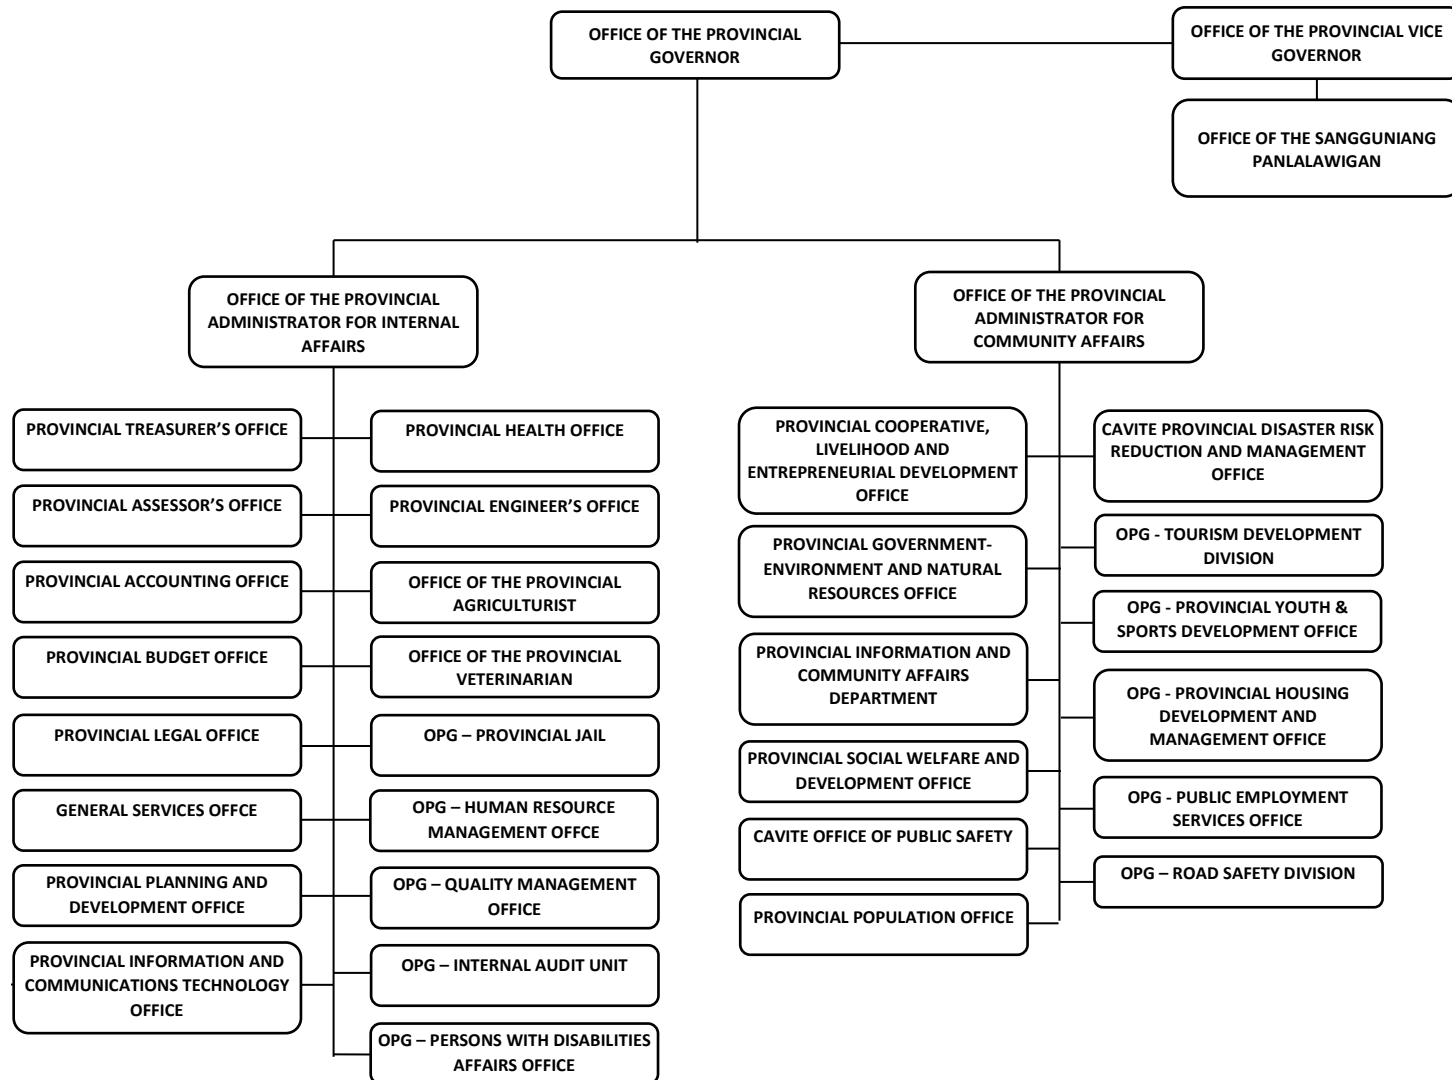 OFFICE OF THE PROVINCIAL
GOVERNOR
OFFICE OF THE PROVINCIAL VICE
GOVERNOR
OFFICE OF THE SANGGUNIANG
PANLALAWIGAN
OFFICE OF THE PROVINCIAL
ADMINISTRATOR FOR INTERNAL
AFFAIRS
OFFICE OF THE PROVINCIAL
ADMINISTRATOR FOR
COMMUNITY AFFAIRS
PROVINCIAL TREASURER’S OFFICE
PROVINCIAL HEALTH OFFICE
PROVINCIAL ASSESSOR’S OFFICE
PROVINCIAL ENGINEER’S OFFICE
PROVINCIAL ACCOUNTING OFFICE
OFFICE OF THE PROVINCIAL
AGRICULTURIST
PROVINCIAL BUDGET OFFICE
OFFICE OF THE PROVINCIAL
VETERINARIAN
PROVINCIAL LEGAL OFFICE
OPG – PROVINCIAL JAIL
GENERAL SERVICES OFFCE
OPG – HUMAN RESOURCE
MANAGEMENT OFFCE
PROVINCIAL PLANNING AND
DEVELOPMENT OFFICE
OPG – QUALITY MANAGEMENT
OFFICE
PROVINCIAL INFORMATION AND
COMMUNICATIONS TECHNOLOGY
OFFICE
OPG – INTERNAL AUDIT UNIT
OPG – PERSONS WITH DISABILITIES
AFFAIRS OFFICE
PROVINCIAL COOPERATIVE,
LIVELIHOOD AND
ENTREPRENEURIAL DEVELOPMENT
OFFICE
CAVITE PROVINCIAL DISASTER RISK
REDUCTION AND MANAGEMENT
OFFICE
PROVINCIAL GOVERNMENT-
ENVIRONMENT AND NATURAL
RESOURCES OFFICE
OPG - TOURISM DEVELOPMENT
DIVISION
OPG - PROVINCIAL YOUTH &
SPORTS DEVELOPMENT OFFICE
PROVINCIAL INFORMATION AND
COMMUNITY AFFAIRS
DEPARTMENT
OPG - PROVINCIAL HOUSING
DEVELOPMENT AND
MANAGEMENT OFFICE
PROVINCIAL SOCIAL WELFARE AND
DEVELOPMENT OFFICE
OPG - PUBLIC EMPLOYMENT
SERVICES OFFICE
CAVITE OFFICE OF PUBLIC SAFETY
OPG – ROAD SAFETY DIVISION
PROVINCIAL POPULATION OFFICE